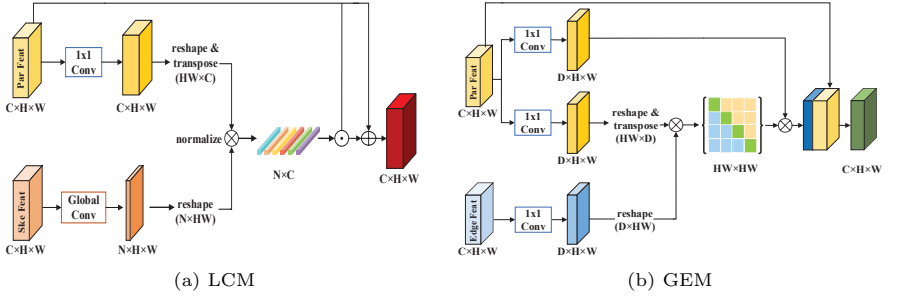 Par Feat
1x1
Conv
reshape &
transpose
(HW×C)
C×H×W
C×H×W
normalize
N×C
C×H×W
Ske Feat
Global
Conv
reshape
(N×HW)
C×H×W
N×H×W
(a) LCM
Par Feat
1x1
Conv
D×H×W
C×H×W
1x1
Conv
reshape &
transpose
(HW×D)
D×H×W
HW×HW
C×H×W
Edge Feat
1x1
Conv
reshape
(D×HW)
C×H×W
D×H×W
(b) GEM